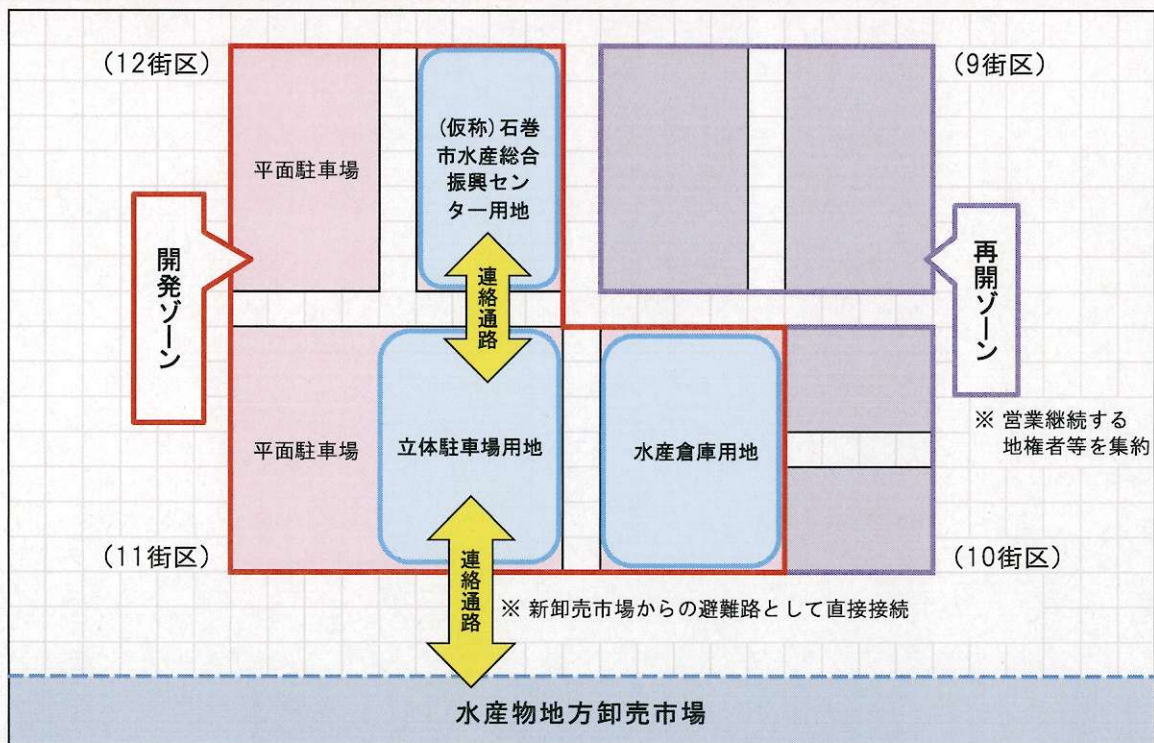 (12街区)
(9街区)
(仮称)石巻
市水産総合
振興セン
ター用地
平面駐車場
開発ゾーン
再開ゾーン
連絡通路
※ 営業継続する
地権者等を集約
平面駐車場
立体駐車場用地
水産倉庫用地
(11街区)
(10街区)
連絡通路
※ 新卸売市場からの避難路として直接接続
水産物地方卸売市場